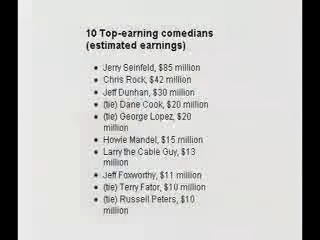 10 Top-earning comedians
(estimated earnings)
• Jerry Seinfeld, $85 million
• Chris Rock, $42 million
• Jeff Dunhan, $30 million
• (tie) Dane Cook, $20 million
• (tie) George Lopez, $20
million
• Howie Mandel, $15 million
• Larry the Cable Guy, $13
million
• Jeff Foxworthy, $11 million
• (tie) Terry Fator, $10 million
• (tie) Russell Peters, $10
million